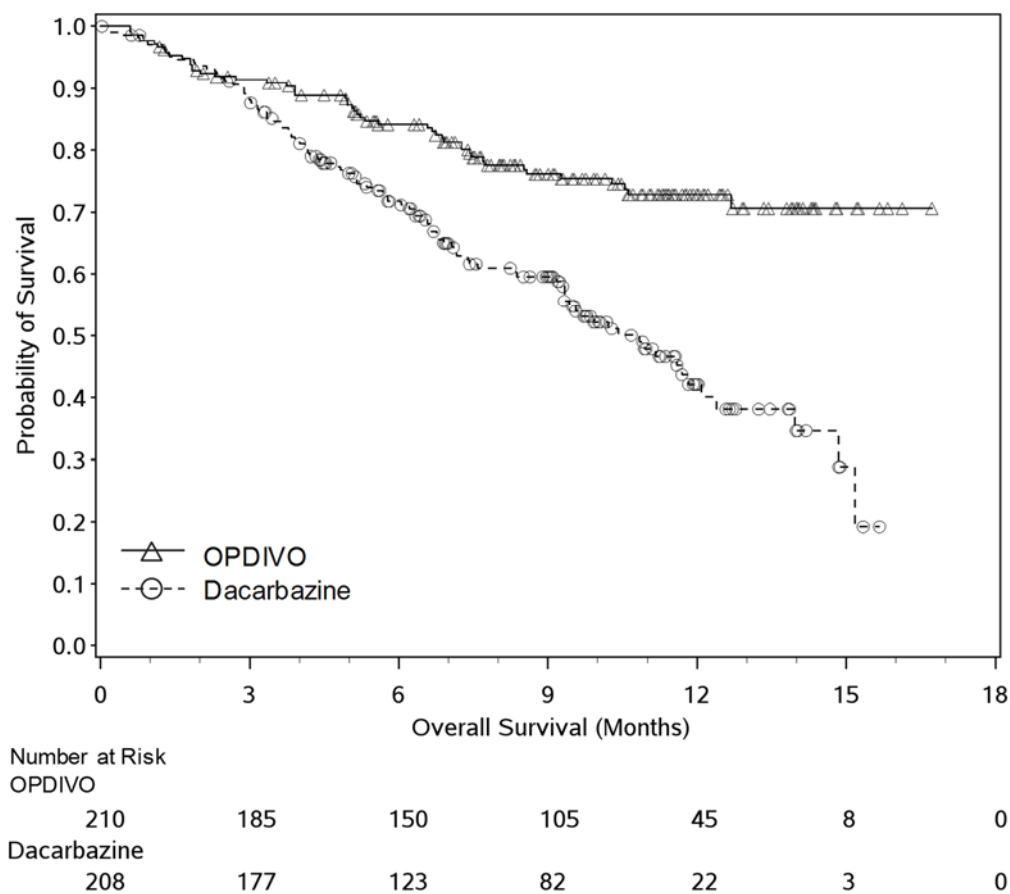 1.0
0.9
0.8
0.7
0.6
0.5
0.4
0.3
0.2
0.1
0.0
Probability of Survival
OPDIVO
Dacarbazine
0 3 6 9 12 15 18
Overall Survival (Months)
Number at Risk
OPDIVO
210 185 150 105 45 8 0
Dacarbazine
208 177 123 82 22 3 0